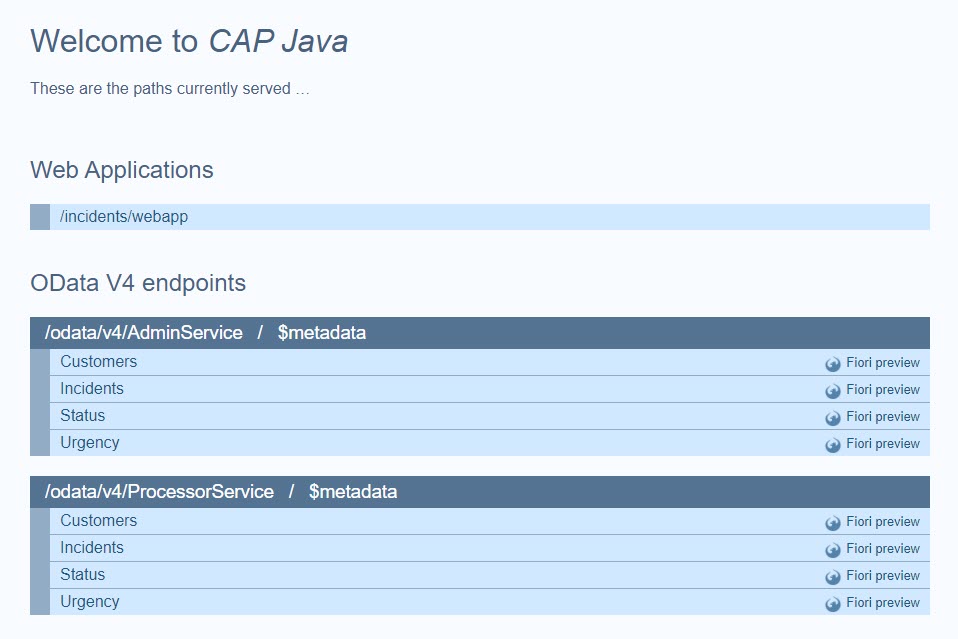 Welcome to CAP Java
These are the paths currently served …
Web Applications
/incidents/webapp
OData V4 endpoints
/odata/v4/AdminService / $metadata
Customers Fiori preview
Incidents Fiori preview
Status Fiori preview
Urgency Fiori preview
/odata/v4/ProcessorService / $metadata
Customers Fiori preview
Incidents Fiori preview
Status Fiori preview
Urgency Fiori preview